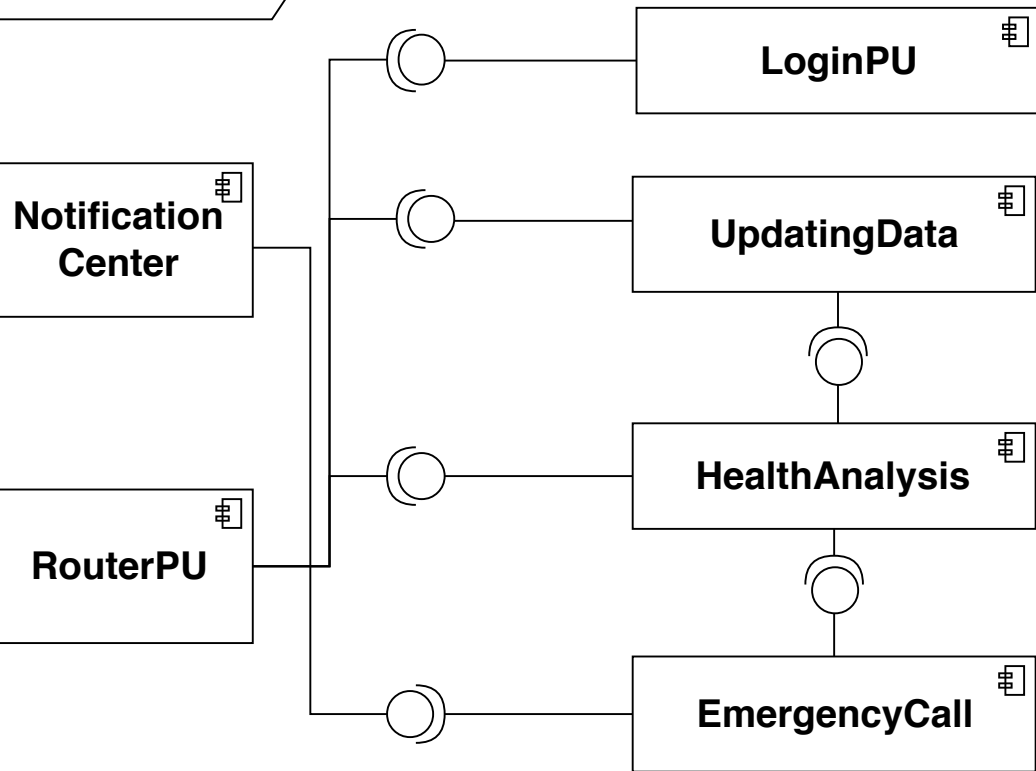 LoginPU
Notification
Center
UpdatingData
HealthAnalysis
RouterPU
EmergencyCall